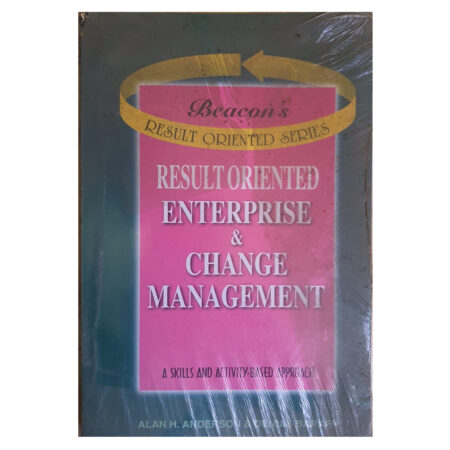 Beacon's
RESULT ORIENTED SERIES
RESULT ORIENTED
ENTERPRISE
&
CHANGE
MANAGEMENT
A SKILLS AND ACTIVITY-BASED APPROACH
ALAN H. ANDERSON &